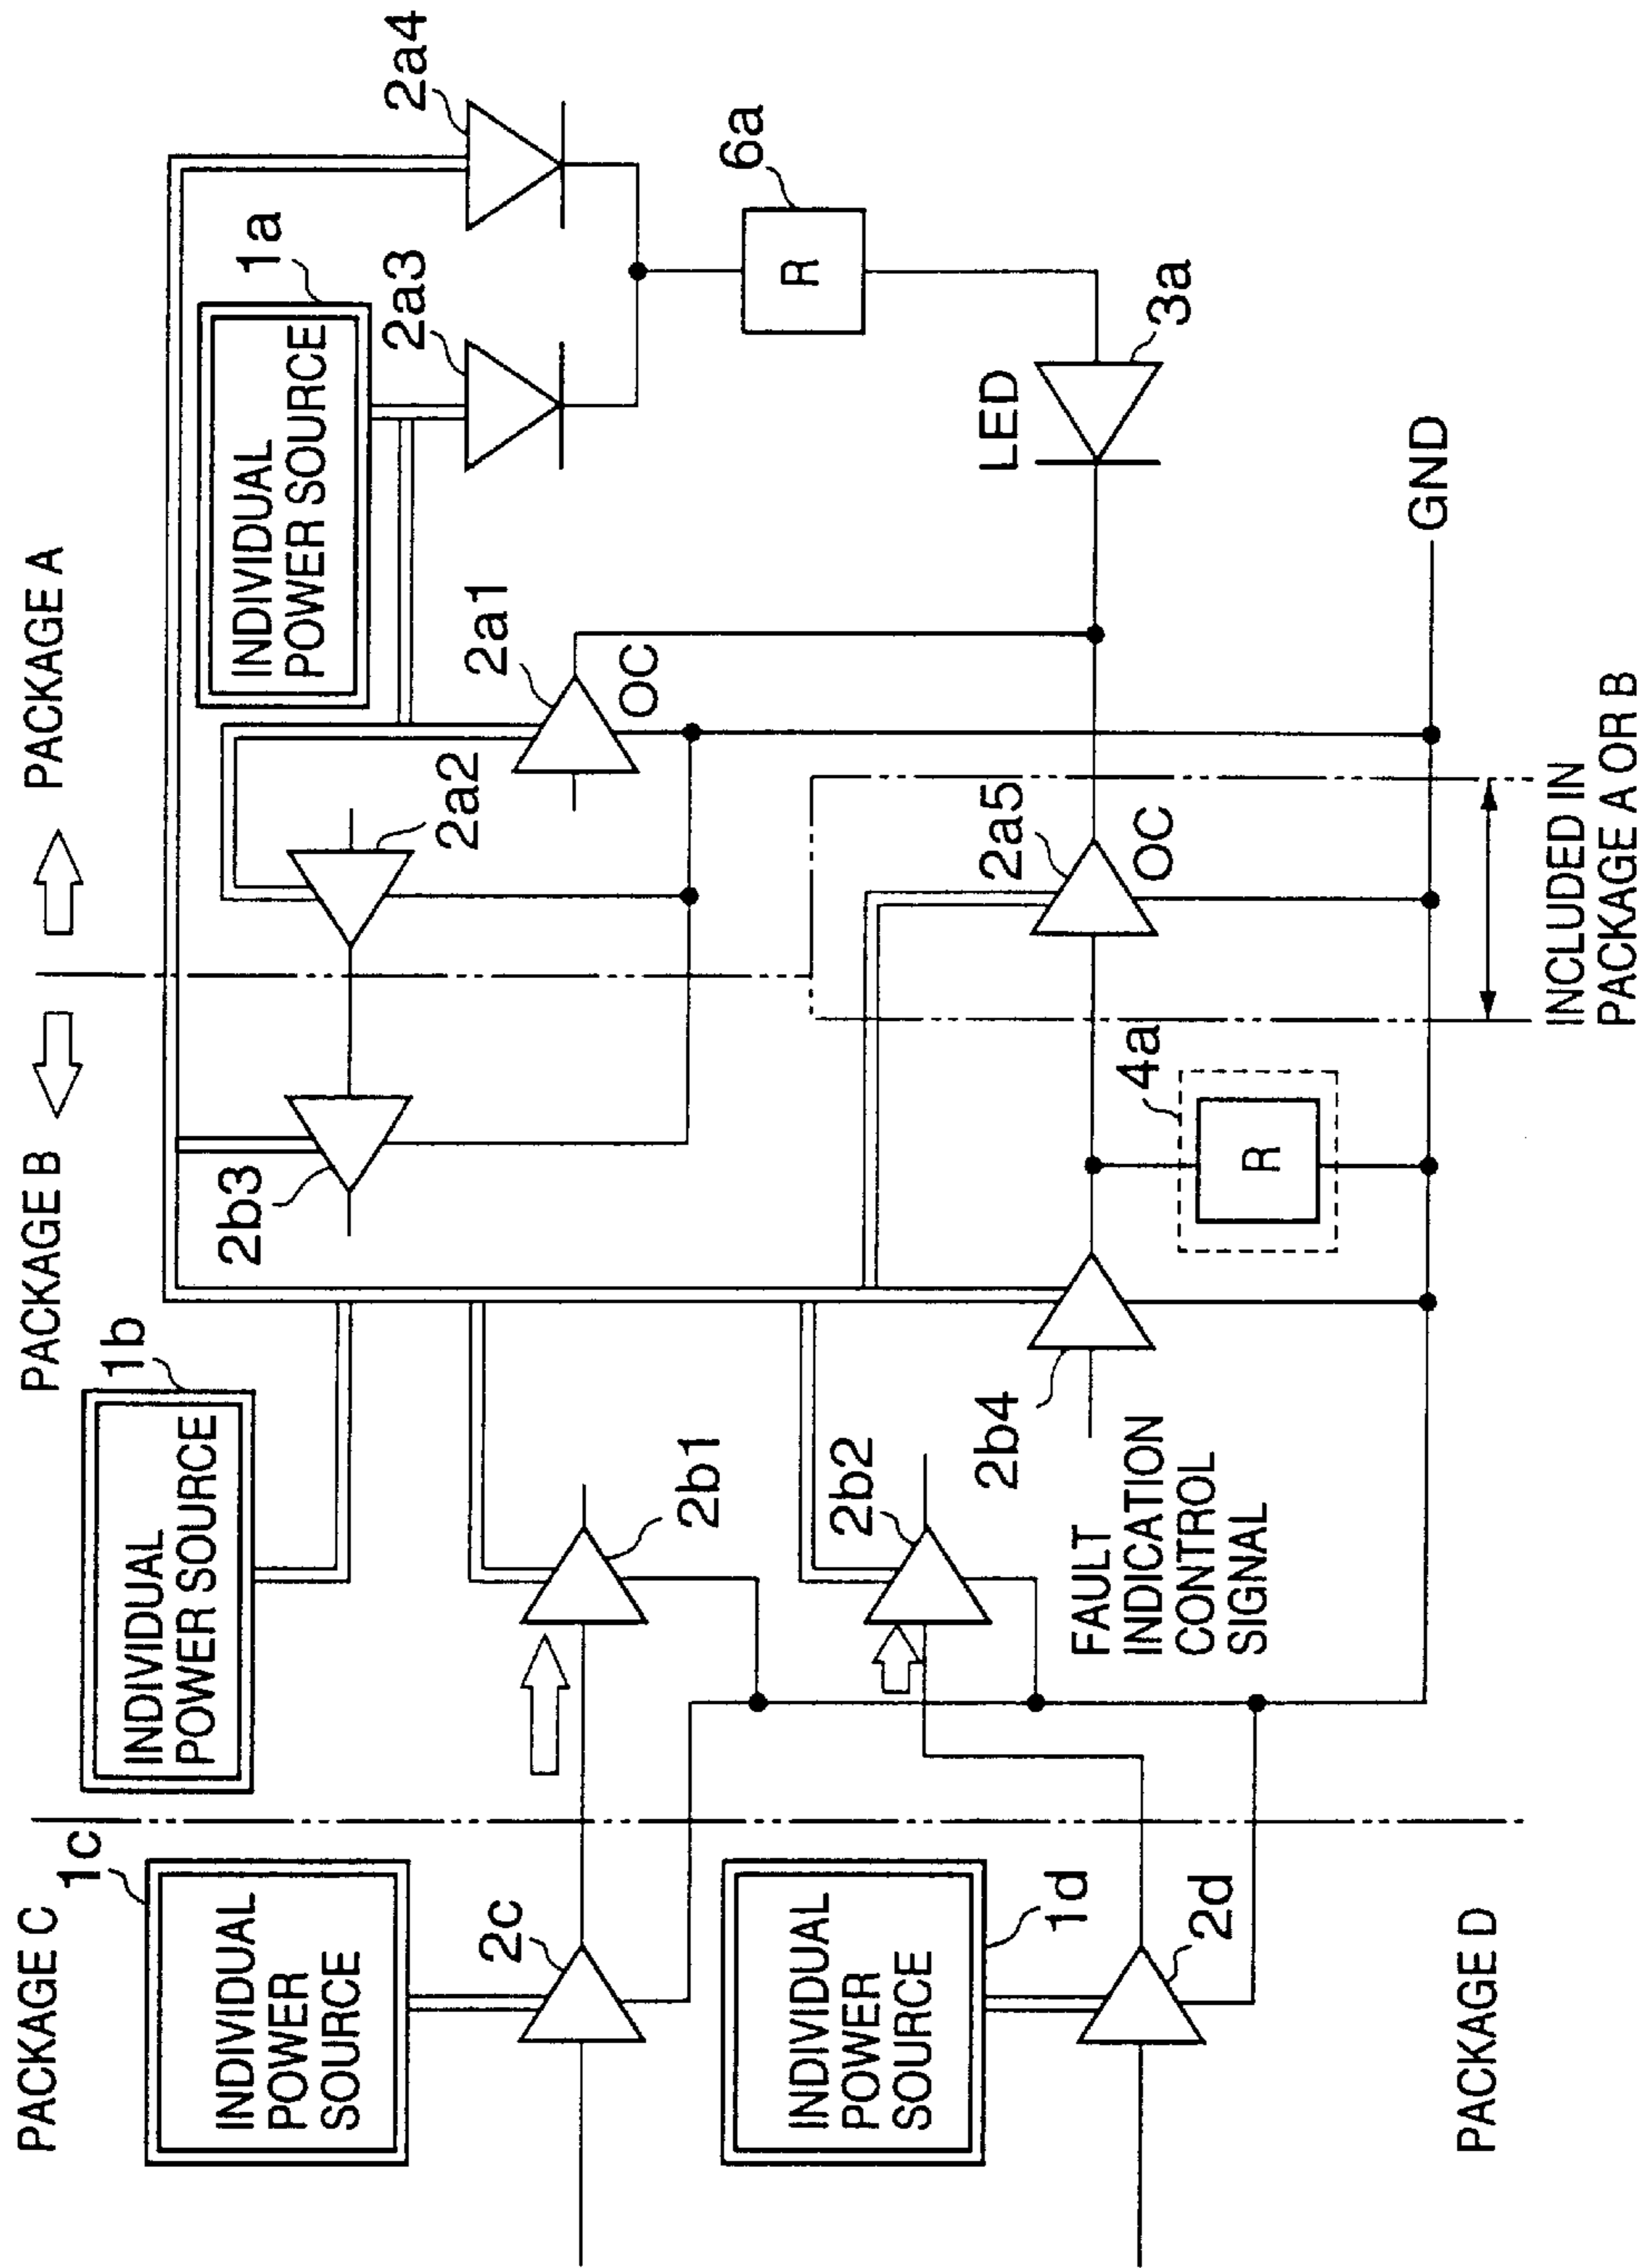 PACKAGE C
PACKAGE B
PACKAGE A
1c
INDIVIDUAL
POWER
SOURCE
2c
INDIVIDUAL
POWER
SOURCE
1d
2d
PACKAGE D
INDIVIDUAL
POWER SOURCE
1b
2b1
2b2
FAULT
INDICATION
CONTROL
SIGNAL
2b4
2b3
4a
R
2a2
2a1
OC
2a5
OC
INCLUDED IN
PACKAGE A OR B
INDIVIDUAL
POWER SOURCE
1a
2a3
2a4
R
6a
LED
3a
GND